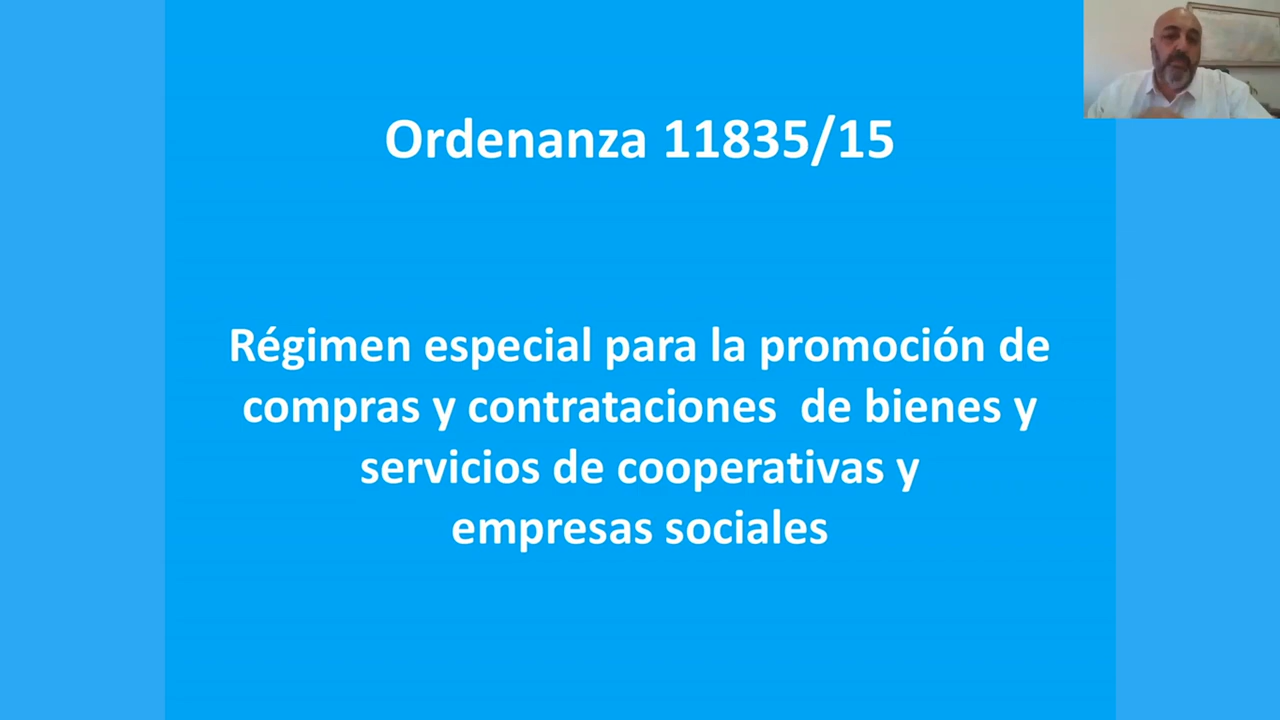 Ordenanza 11835/15
Régimen especial para la promoción de
compras y contrataciones  de bienes y
servicios de cooperativas y
empresas sociales